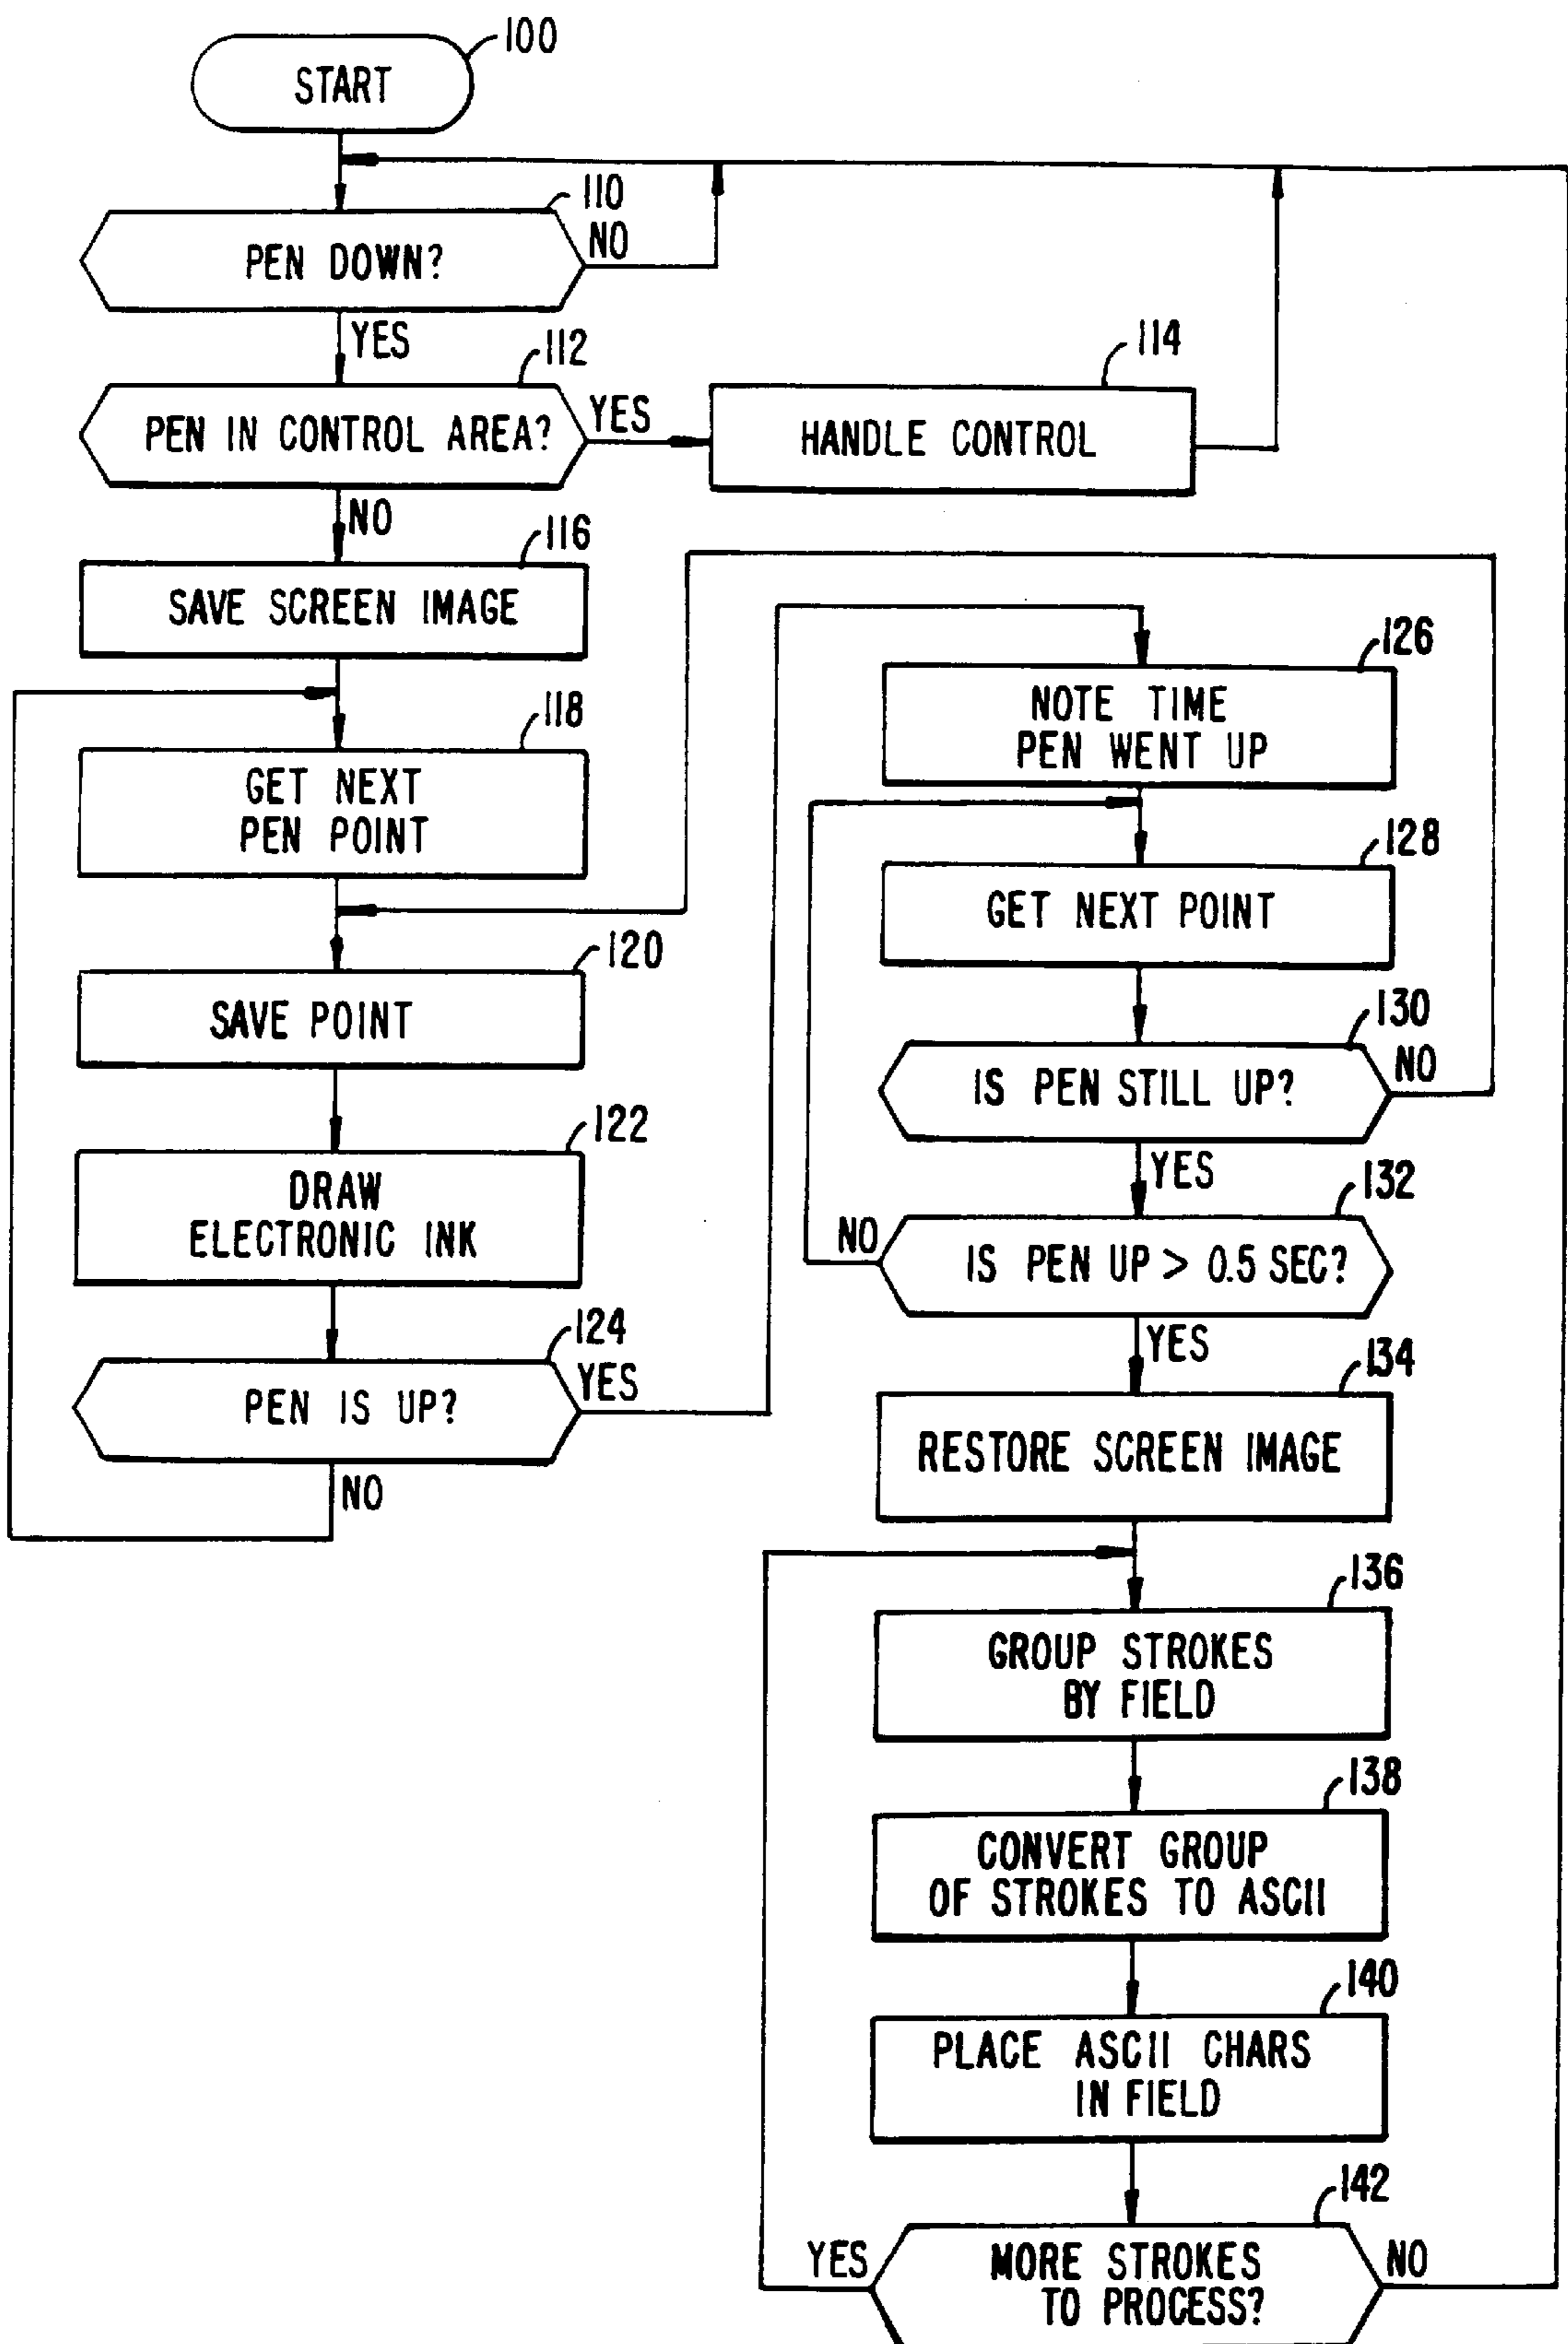 100
START
110
PEN DOWN?
NO
YES
112
PEN IN CONTROL AREA?
YES
114
HANDLE CONTROL
NO
116
SAVE SCREEN IMAGE
118
GET NEXT
PEN POINT
120
SAVE POINT
122
DRAW
ELECTRONIC INK
124
PEN IS UP?
YES
NO
126
NOTE TIME
PEN WENT UP
128
GET NEXT POINT
130
IS PEN STILL UP?
NO
YES
132
NO
IS PEN UP > 0.5 SEC?
YES
134
RESTORE SCREEN IMAGE
136
GROUP STROKES
BY FIELD
138
CONVERT GROUP
OF STROKES TO ASCII
140
PLACE ASCII CHARS
IN FIELD
142
YES
MORE STROKES
TO PROCESS?
NO